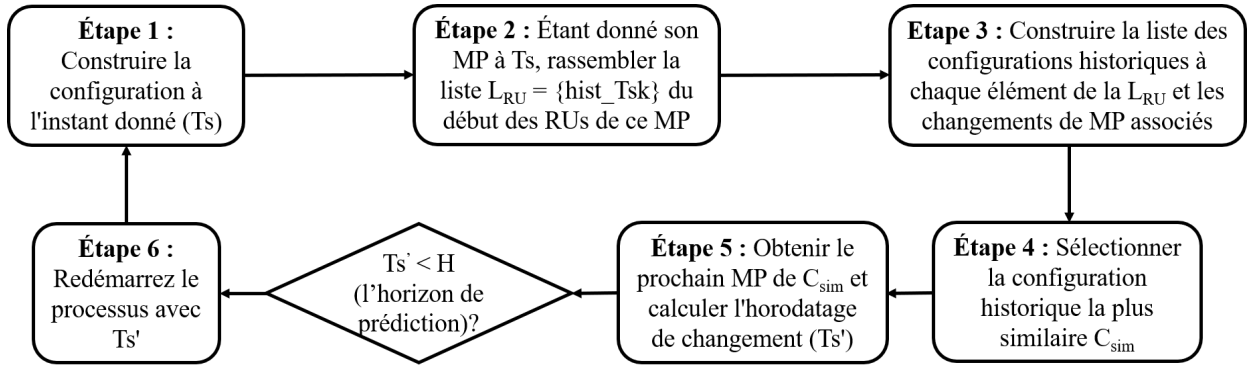 Étape 1 :
Construire la
configuration à
l'instant donné (Ts)
Étape 2 : Étant donné son
MP à Ts, rassembler la
liste L_RU = {hist_Tsk} du
début des RUs de ce MP
Etape 3 : Construire la liste des
configurations historiques à
chaque élément de la L_RU et les
changements de MP associés
Étape 4 : Sélectionner
la configuration
historique la plus
similaire C_sim
Étape 5 : Obtenir le
prochain MP de C_sim et
calculer l'horodatage
de changement (Ts')
Ts' < H
(l’horizon de
prédiction)?
Étape 6 :
Redémarrez le
processus avec
Ts'